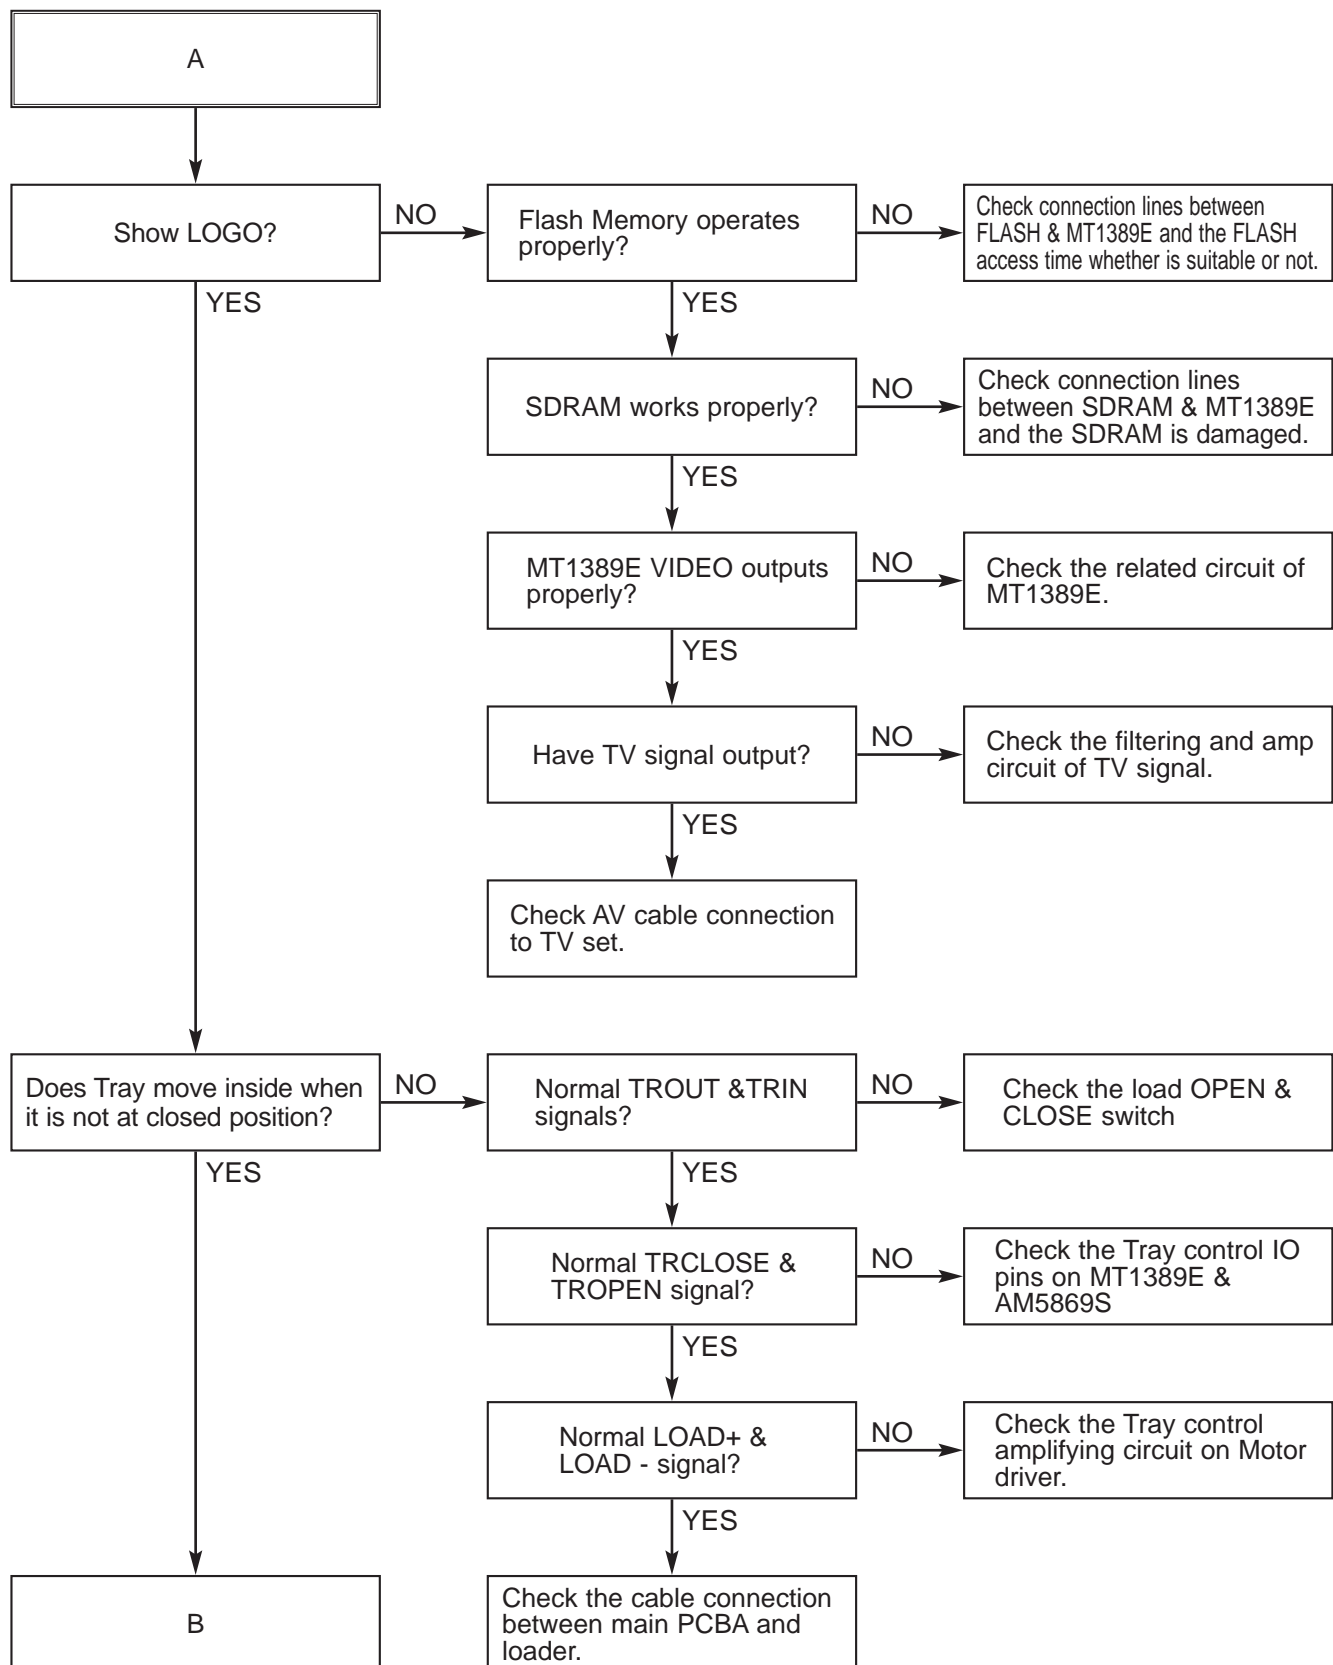 A
Show LOGO?
NO
Flash Memory operates
properly?
NO
Check connection lines between
FLASH & MT1389E and the FLASH
access time whether is suitable or not.
YES
YES
SDRAM works properly?
NO
Check connection lines
between SDRAM & MT1389E
and the SDRAM is damaged.
YES
MT1389E VIDEO outputs
properly?
NO
Check the related circuit of
MT1389E.
YES
Have TV signal output?
NO
Check the filtering and amp
circuit of TV signal.
YES
Check AV cable connection
to TV set.
Does Tray move inside when
it is not at closed position?
NO
Normal TROUT &TRIN
signals?
NO
Check the load OPEN &
CLOSE switch
YES
YES
Normal TRCLOSE &
TROPEN signal?
NO
Check the Tray control IO
pins on MT1389E &
AM5869S
YES
Normal LOAD+ &
LOAD - signal?
NO
Check the Tray control
amplifying circuit on Motor
driver.
YES
B
Check the cable connection
between main PCBA and
loader.